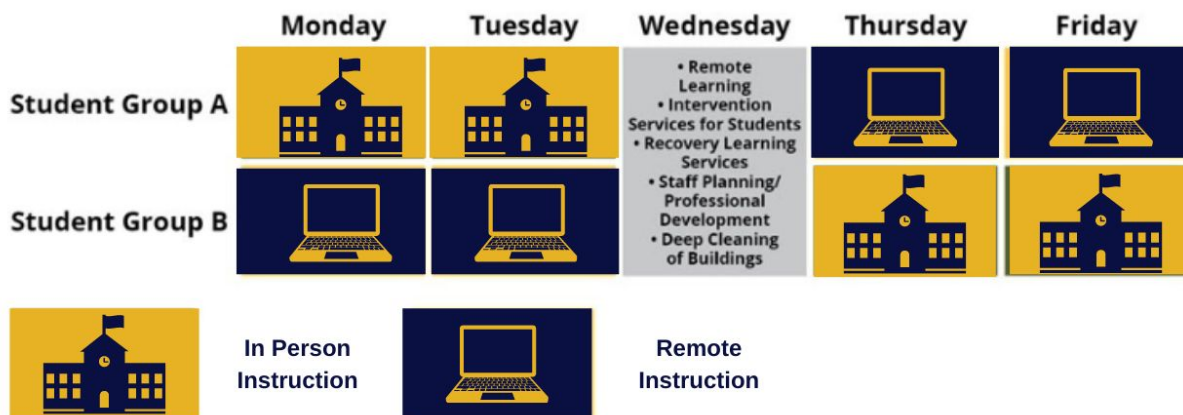 Monday Tuesday Wednesday Thursday Friday
Student Group A
Student Group B
• Remote
Learning
• Intervention
Services for Students
• Recovery Learning
Services
• Staff Planning/
Professional
Development
• Deep Cleaning
of Buildings
In Person
Instruction
Remote
Instruction